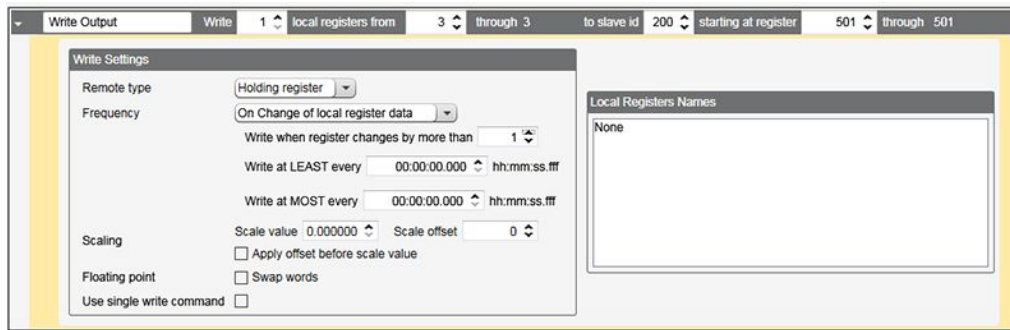 Write Output Write 1 local registers from 3 through 3 to slave id 200 starting at register 501 through 501
Write Settings
Remote type Holding register
Frequency On Change of local register data
Write when register changes by more than 1
Write at LEAST every 00:00:00.000 hh:mm:ss.fff
Write at MOST every 00:00:00.000 hh:mm:ss.fff
Scaling Scale value 0.000000 Scale offset 0
Apply offset before scale value
Floating point Swap words
Use single write command
Local Registers Names
None